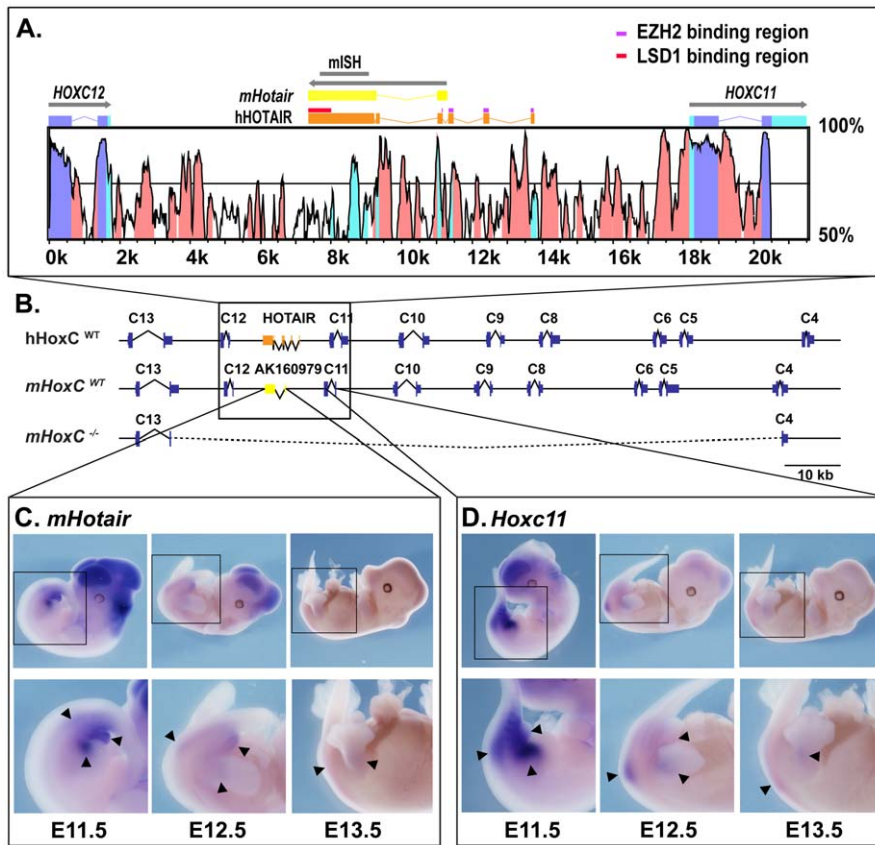 A.
EZH2 binding region
LSD1 binding region
mISH
HOXC12
mHotair
hHOTAIR
HOXC11
100%
50%
0k 2k 4k 6k 8k 10k 12k 14k 16k 18k 20k
B.
C13 C12 HOTAIR C11 C10 C9 C8 C6 C5 C4
hHoxC WT
C13 C12 AK160979 C11 C10 C9 C8 C6 C5 C4
mHoxC WT
C13 C4
mHoxC -/-
10 kb
C. mHotair
E11.5 E12.5 E13.5
D. Hoxc11
E11.5 E12.5 E13.5